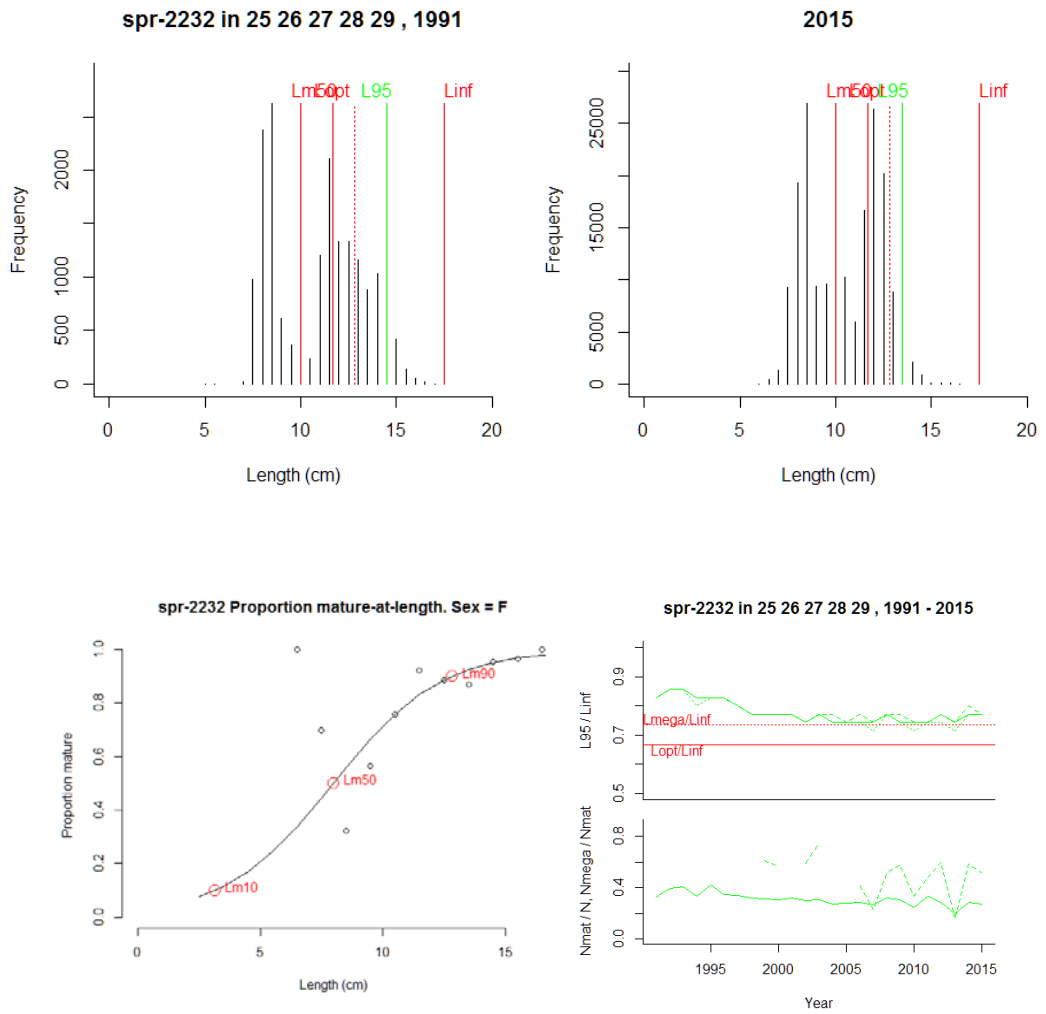 spr-2232 in 25 26 27 28 29 , 1991
Lm50 Lopt L95 Linf
Frequency
0 500 1000 2000
0 5 10 15 20
Length (cm)
2015
Lm50 Lopt L95 Linf
Frequency
0 5000 15000 25000
0 5 10 15 20
Length (cm)
spr-2232 Proportion mature-at-length. Sex = F
Proportion mature
0.0 0.2 0.4 0.6 0.8 1.0
Lm90
Lm50
Lm10
0 5 10 15
Length (cm)
spr-2232 in 25 26 27 28 29 , 1991 - 2015
L95 / Linf
0.5 0.7 0.9
Lmega/Linf
Lopt/Linf
Nmat / N, Nmega / Nmat
0.0 0.4 0.8
1995 2000 2005 2010 2015
Year